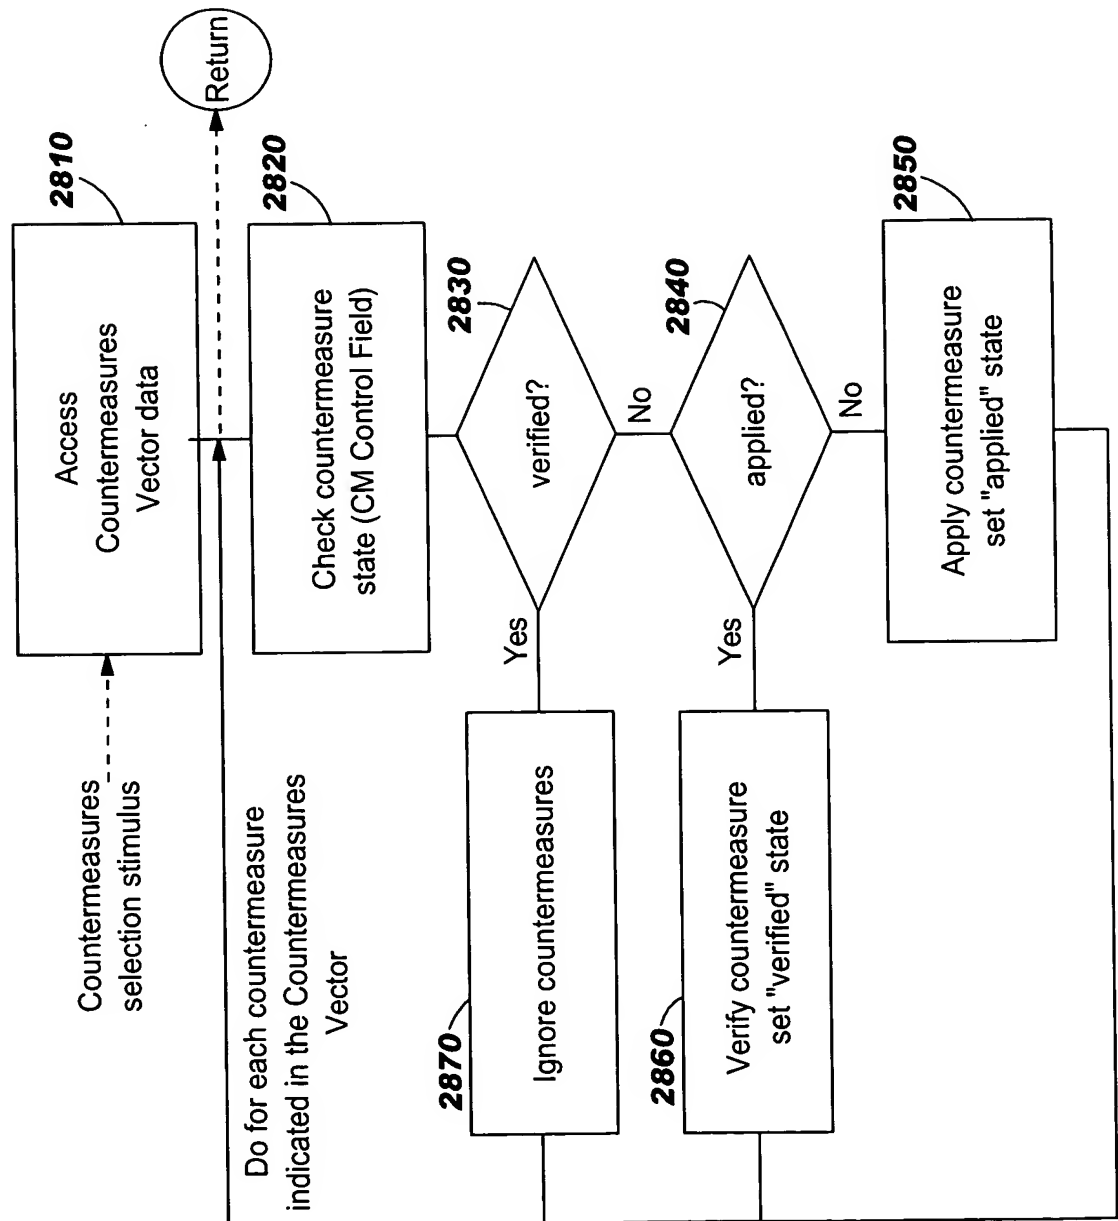 Countermeasures
selection stimulus
Access
Countermeasures
Vector data
2810
Return
Do for each countermeasure
indicated in the Countermeasures
Vector
Check countermeasure
state (CM Control Field)
2820
verified?
2830
Yes
No
Ignore countermeasures
2870
applied?
2840
Yes
No
Verify countermeasure
set "verified" state
2860
Apply countermeasure
set "applied" state
2850